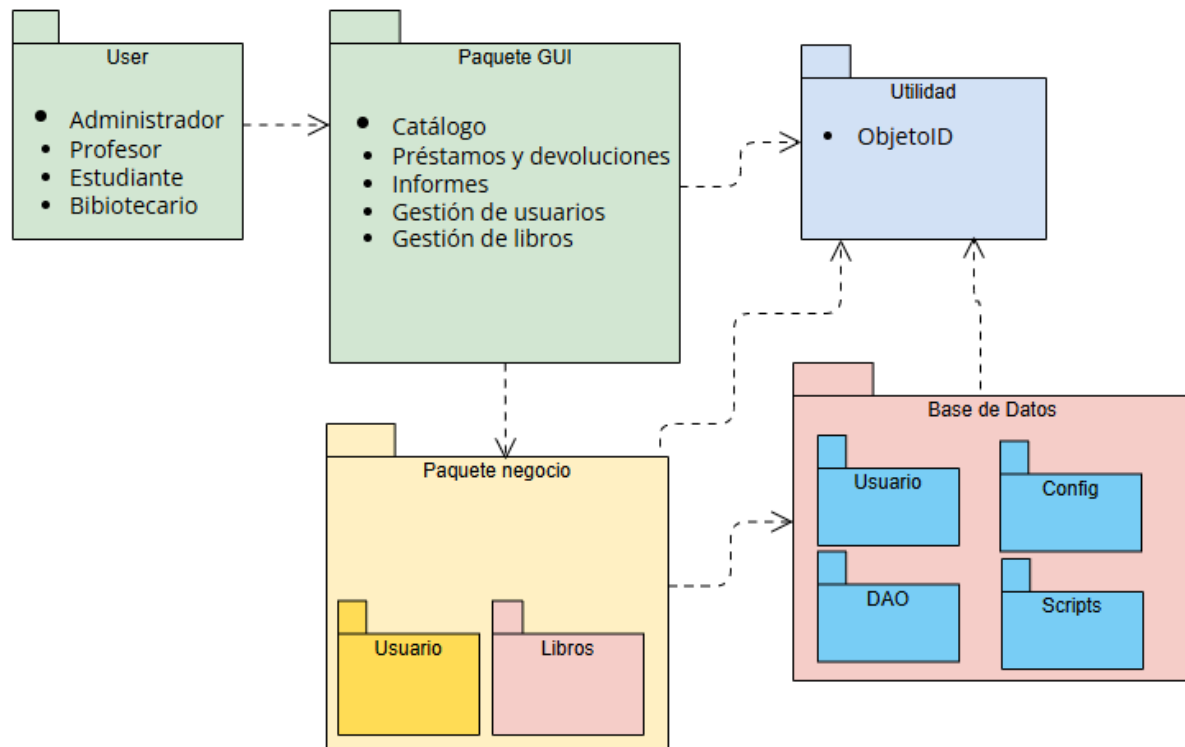 User
Administrador
Profesor
Estudiante
Bibiotecario
Paquete GUI
Catálogo
Préstamos y devoluciones
Informes
Gestión de usuarios
Gestión de libros
Utilidad
ObjetoID
Paquete negocio
Usuario
Libros
Base de Datos
Usuario
Config
DAO
Scripts